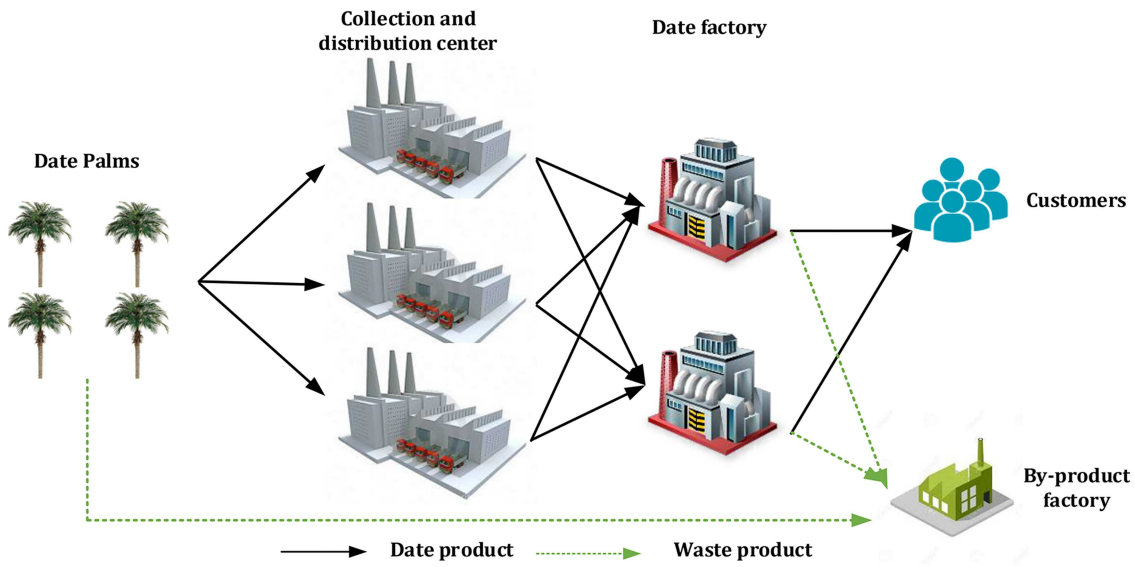 Collection and
distribution center
Date factory
Date Palms
Customers
By-product
factory
Date product
Waste product